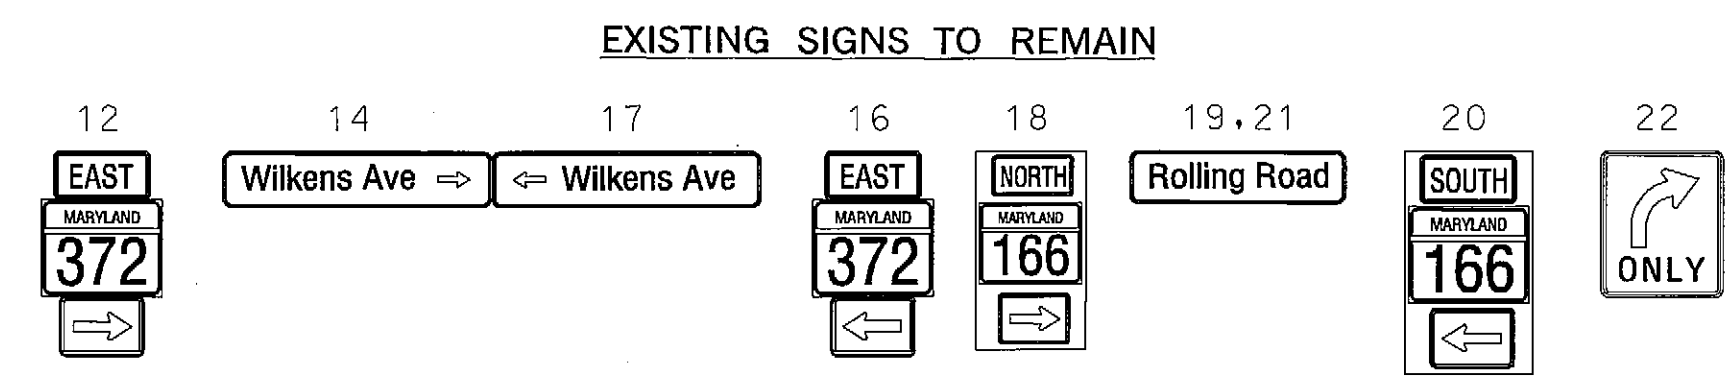 EXISTING SIGNS TO REMAIN
12 14 17 16 18 19,21 20 22
EAST
MARYLAND
372
Wilkens Ave →
← Wilkens Ave
EAST
MARYLAND
372
NORTH
MARYLAND
166
Rolling Road
SOUTH
MARYLAND
166
ONLY